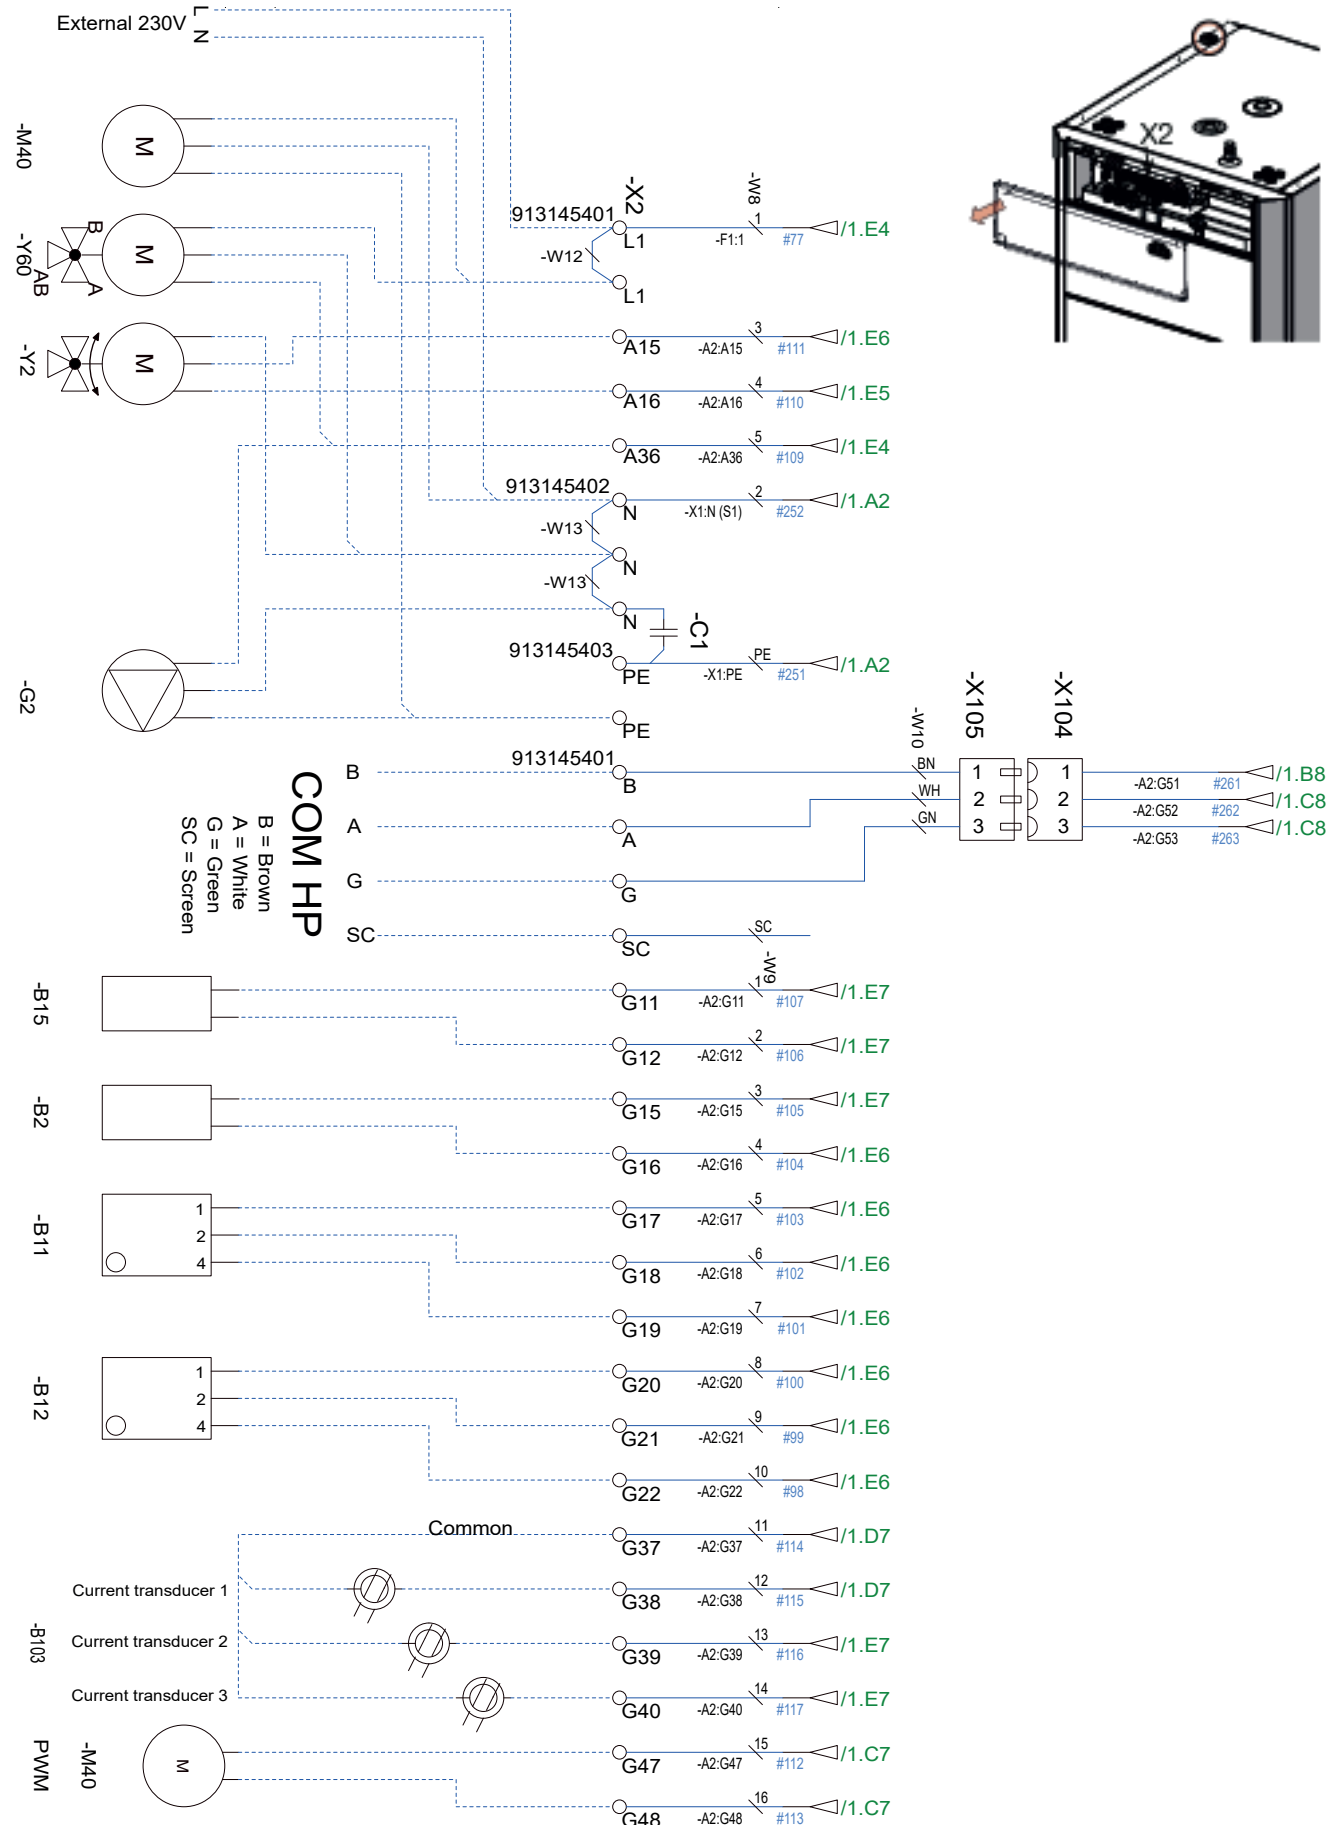 External 230V
L
N
-M40
M
-Y60
B
A
AB
M
-Y2
M
-G2
-X2
X2
-W8
913145401
L1
-F1:1
1
#77
/1.E4
-W12
L1
A15
-A2:A15
3
#111
/1.E6
A16
-A2:A16
4
#110
/1.E5
A36
-A2:A36
5
#109
/1.E4
913145402
N
-X1:N (S1)
2
#252
/1.A2
-W13
N
-W13
N
-C1
913145403
PE
-X1:PE
PE
#251
/1.A2
PE
-W10
-X105
-X104
913145401
B
B
BN
1
1
-A2:G51
#261
/1.B8
WH
2
2
-A2:G52
#262
/1.C8
GN
3
3
-A2:G53
#263
/1.C8
A
A
G
G
SC
SC
SC
COM HP
B = Brown
A = White
G = Green
SC = Screen
-W9
-B15
G11
-A2:G11
1
#107
/1.E7
G12
-A2:G12
2
#106
/1.E7
-B2
G15
-A2:G15
3
#105
/1.E7
G16
-A2:G16
4
#104
/1.E6
-B11
1
2
4
G17
-A2:G17
5
#103
/1.E6
G18
-A2:G18
6
#102
/1.E6
G19
-A2:G19
7
#101
/1.E6
-B12
1
2
4
G20
-A2:G20
8
#100
/1.E6
G21
-A2:G21
9
#99
/1.E6
G22
-A2:G22
10
#98
/1.E6
Common
G37
-A2:G37
11
#114
/1.D7
-B103
Current transducer 1
G38
-A2:G38
12
#115
/1.D7
Current transducer 2
G39
-A2:G39
13
#116
/1.E7
Current transducer 3
G40
-A2:G40
14
#117
/1.E7
PWM
-M40
M
G47
-A2:G47
15
#112
/1.C7
G48
-A2:G48
16
#113
/1.C7